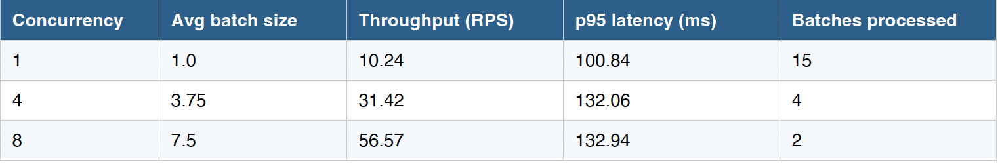 Concurrency Avg batch size Throughput (RPS) p95 latency (ms) Batches processed
1 1.0 10.24 100.84 15
4 3.75 31.42 132.06 4
8 7.5 56.57 132.94 2